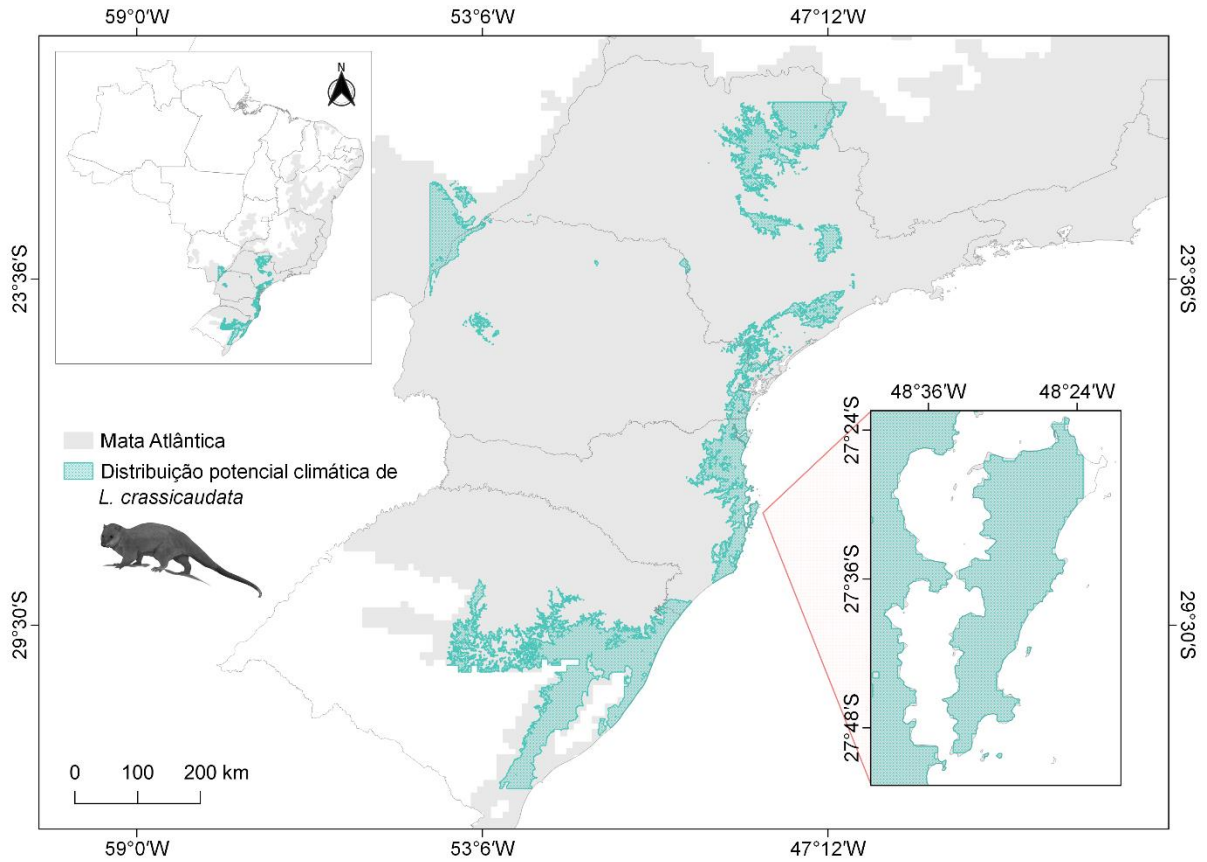 59°0'W 53°6'W 47°12'W
N
23°36'S 23°36'S
48°36'W 48°24'W
27°24'S
Mata Atlântica
Distribuição potencial climática de
L. crassicaudata
27°36'S
29°30'S 29°30'S
27°48'S
0 100 200 km
59°0'W 53°6'W 47°12'W